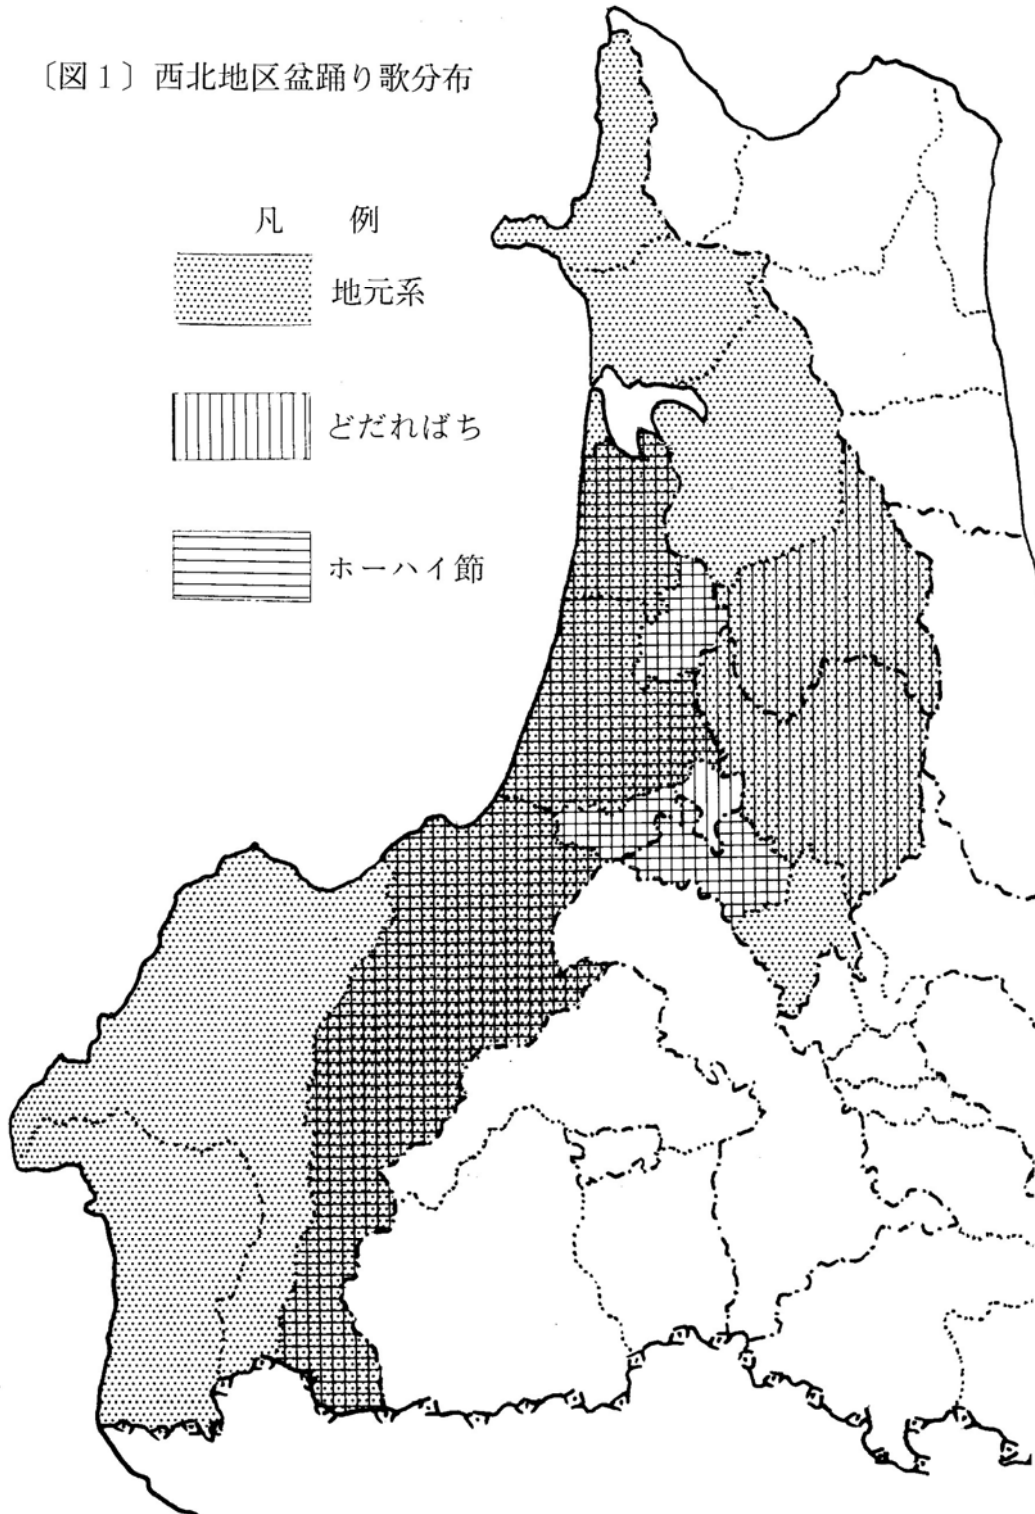 〔図1〕西北地区盆踊り歌分布
凡 例
地元系
どだればち
ホーハイ節